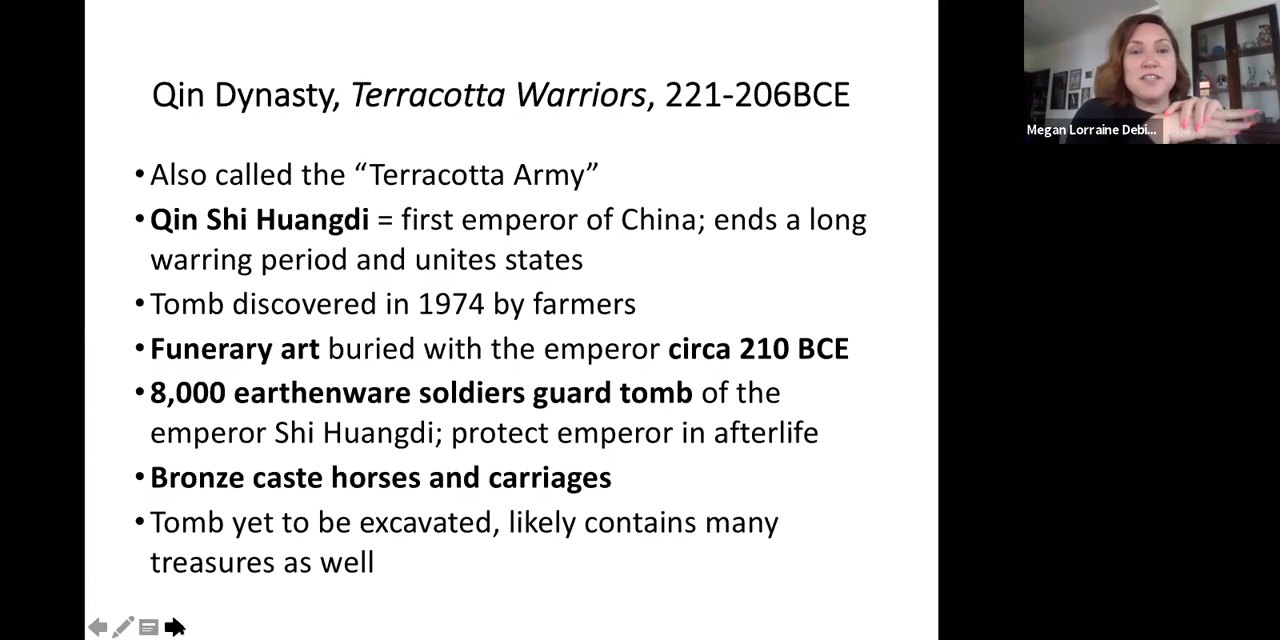 Qin Dynasty, Terracotta Warriors, 221-206BCE
Megan Lorraine Debi...
• Also called the “Terracotta Army”
• Qin Shi Huangdi = first emperor of China; ends a long
warring period and unites states
• Tomb discovered in 1974 by farmers
• Funerary art buried with the emperor circa 210 BCE
• 8,000 earthenware soldiers guard tomb of the
emperor Shi Huangdi; protect emperor in afterlife
• Bronze caste horses and carriages
• Tomb yet to be excavated, likely contains many
treasures as well